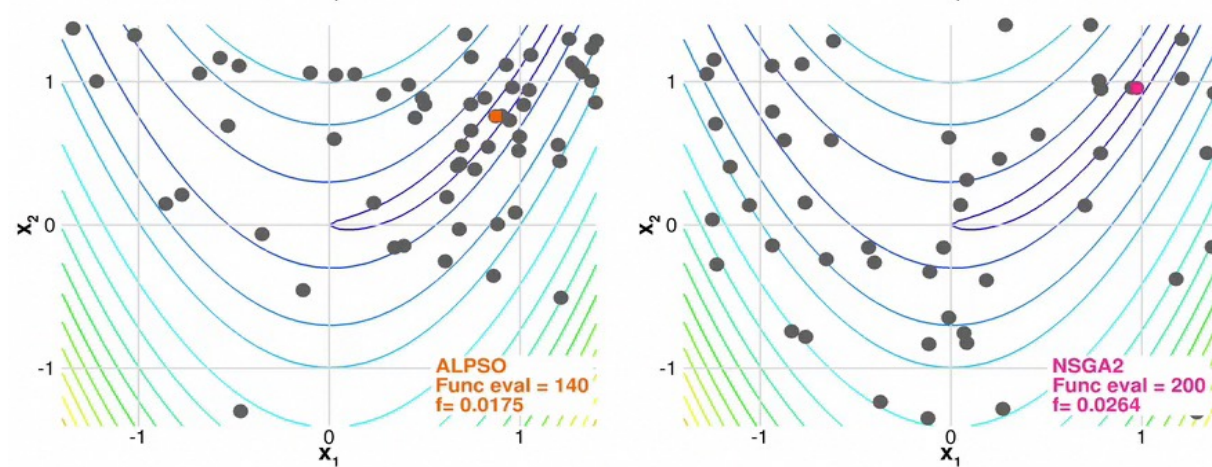 1
0
-1
x2
ALPSO
Func eval = 140
f= 0.0175
-1 0 1
x1
1
0
-1
x2
NSGA2
Func eval = 200
f= 0.0264
-1 0 1
x1